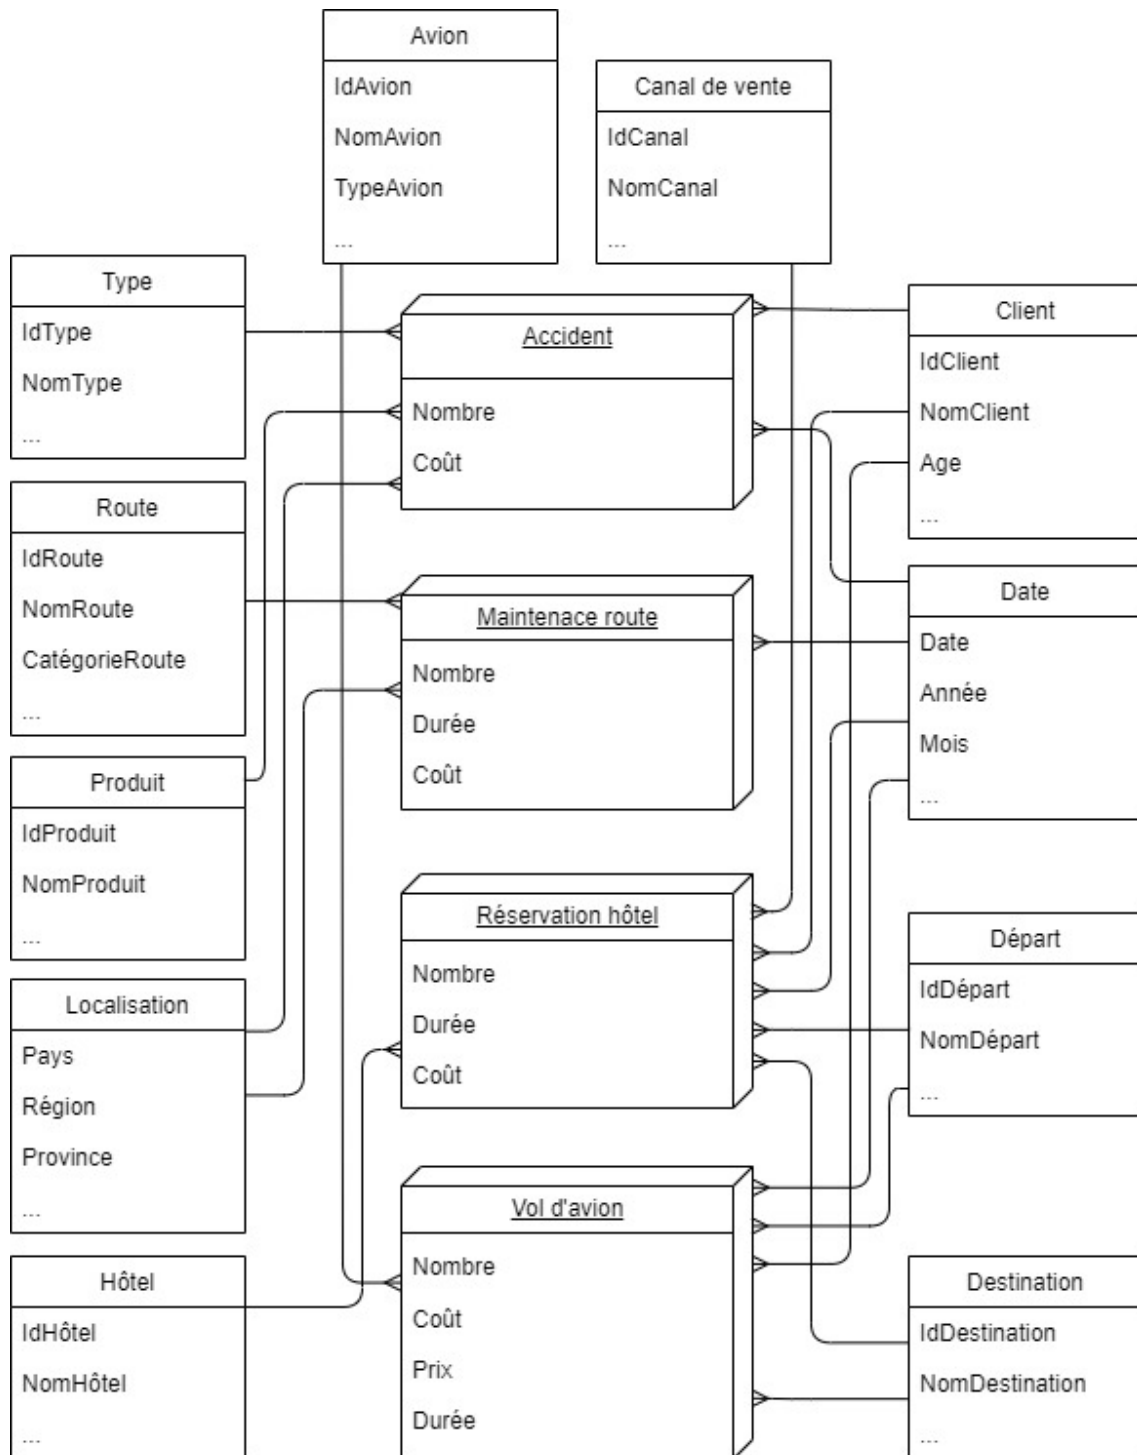 Avion
IdAvion
NomAvion
TypeAvion
...
Canal de vente
IdCanal
NomCanal
...
Type
IdType
NomType
...
Accident
Nombre
Coût
Client
IdClient
NomClient
Age
...
Route
IdRoute
NomRoute
CatégorieRoute
...
Maintenace route
Nombre
Durée
Coût
Date
Date
Année
Mois
...
Produit
IdProduit
NomProduit
...
Réservation hôtel
Nombre
Durée
Coût
Départ
IdDépart
NomDépart
...
Localisation
Pays
Région
Province
...
Vol d'avion
Nombre
Coût
Prix
Durée
Hôtel
IdHôtel
NomHôtel
...
Destination
IdDestination
NomDestination
...